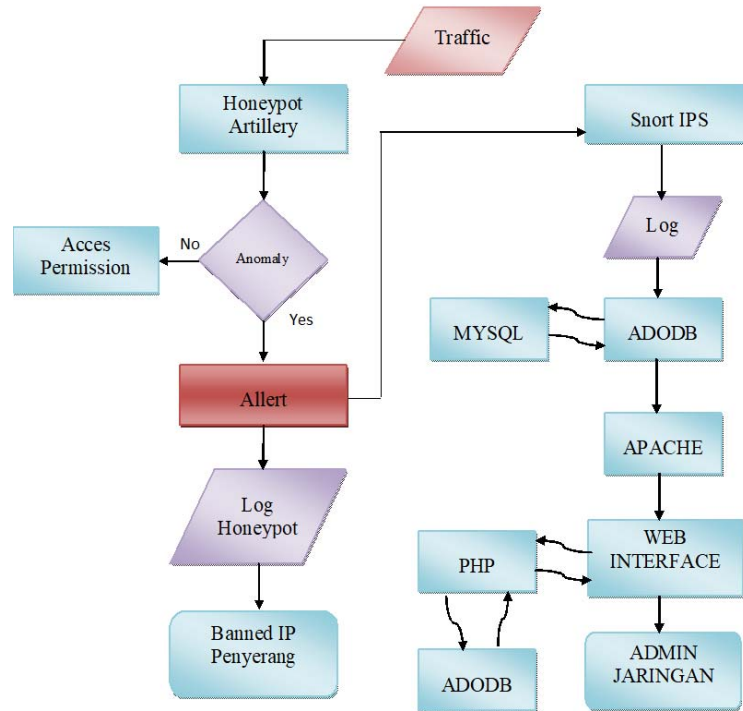 Traffic
Honeypot
Artillery
Snort IPS
Acces
Permission
No
Anomaly
Yes
Log
MYSQL
ADODB
Allert
APACHE
Log
Honeypot
PHP
WEB
INTERFACE
Banned IP
Penyerang
ADODB
ADMIN
JARINGAN